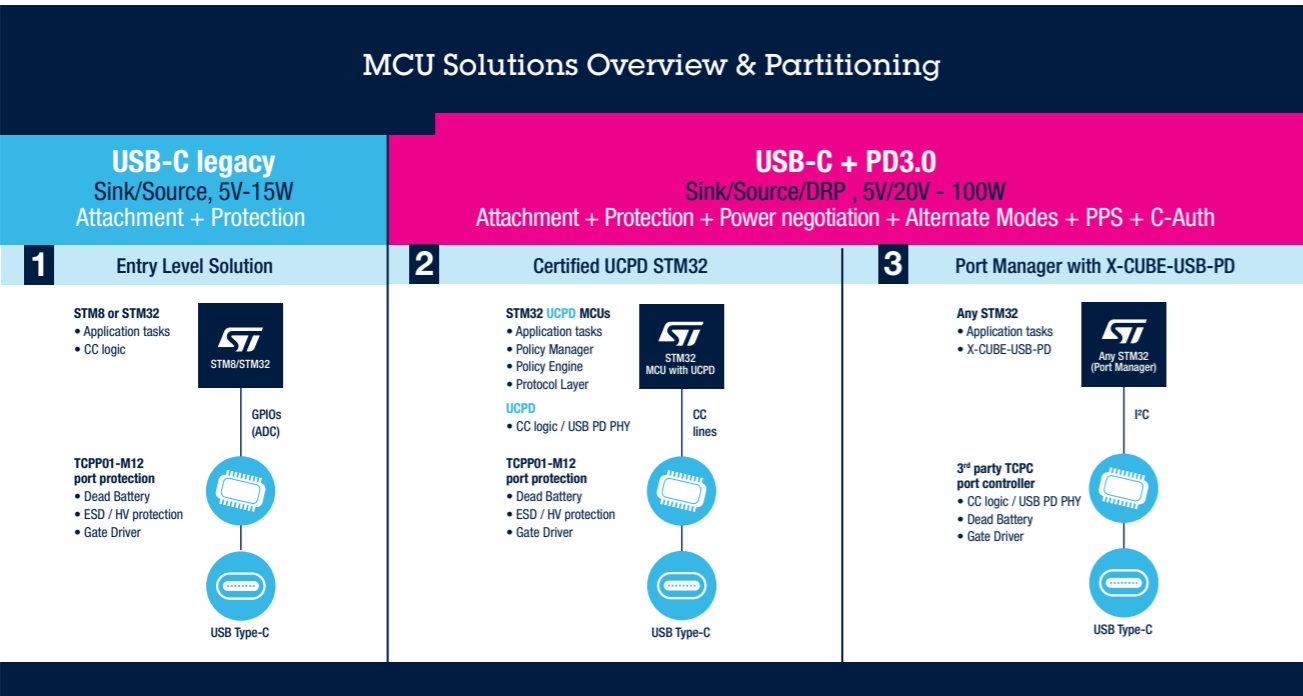 MCU Solutions Overview & Partitioning
USB-C legacy
Sink/Source, 5V-15W
Attachment + Protection
USB-C + PD3.0
Sink/Source/DRP , 5V/20V - 100W
Attachment + Protection + Power negotiation + Alternate Modes + PPS + C-Auth
1
Entry Level Solution
2
Certified UCPD STM32
3
Port Manager with X-CUBE-USB-PD
STM8 or STM32
• Application tasks
• CC logic
ST
STM8/STM32
GPIOs
(ADC)
TCPP01-M12
port protection
• Dead Battery
• ESD / HV protection
• Gate Driver
USB Type-C
STM32 UCPD MCUs
• Application tasks
• Policy Manager
• Policy Engine
• Protocol Layer
UCPD
• CC logic / USB PD PHY
ST
STM32
MCU with UCPD
CC
lines
TCPP01-M12
port protection
• Dead Battery
• ESD / HV protection
• Gate Driver
USB Type-C
Any STM32
• Application tasks
• X-CUBE-USB-PD
ST
Any STM32
(Port Manager)
I²C
3rd party TCPC
port controller
• CC logic / USB PD PHY
• Dead Battery
• Gate Driver
USB Type-C